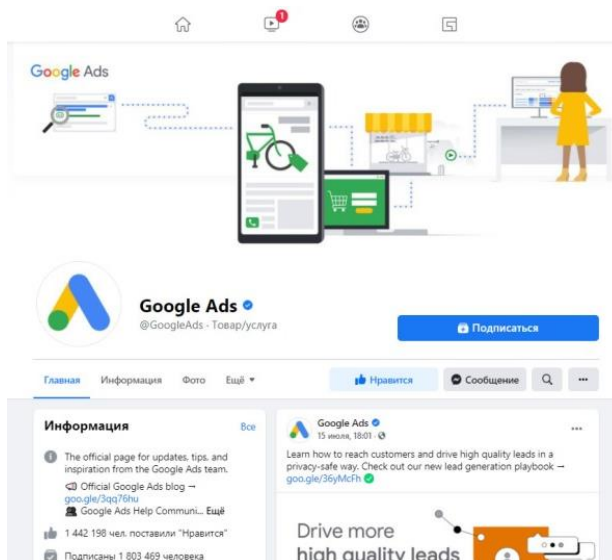 1
Google Ads
Google Ads
@GoogleAds · Товар/услуга
Подписаться
Главная Информация Фото Ещё
Нравится Сообщение
Информация Все
The official page for updates, tips, and
inspiration from the Google Ads team.
Official Google Ads blog →
goo.gle/3qq76hu
Google Ads Help Communi... Ещё
1 442 198 чел. поставили "Нравится"
Подписаны 1 803 469 человека
Google Ads
15 июля, 18:01 ·
Learn how to reach customers and drive high quality leads in a
privacy-safe way. Check out our new lead generation playbook →
goo.gle/36yMcFh
Drive more
high quality leads